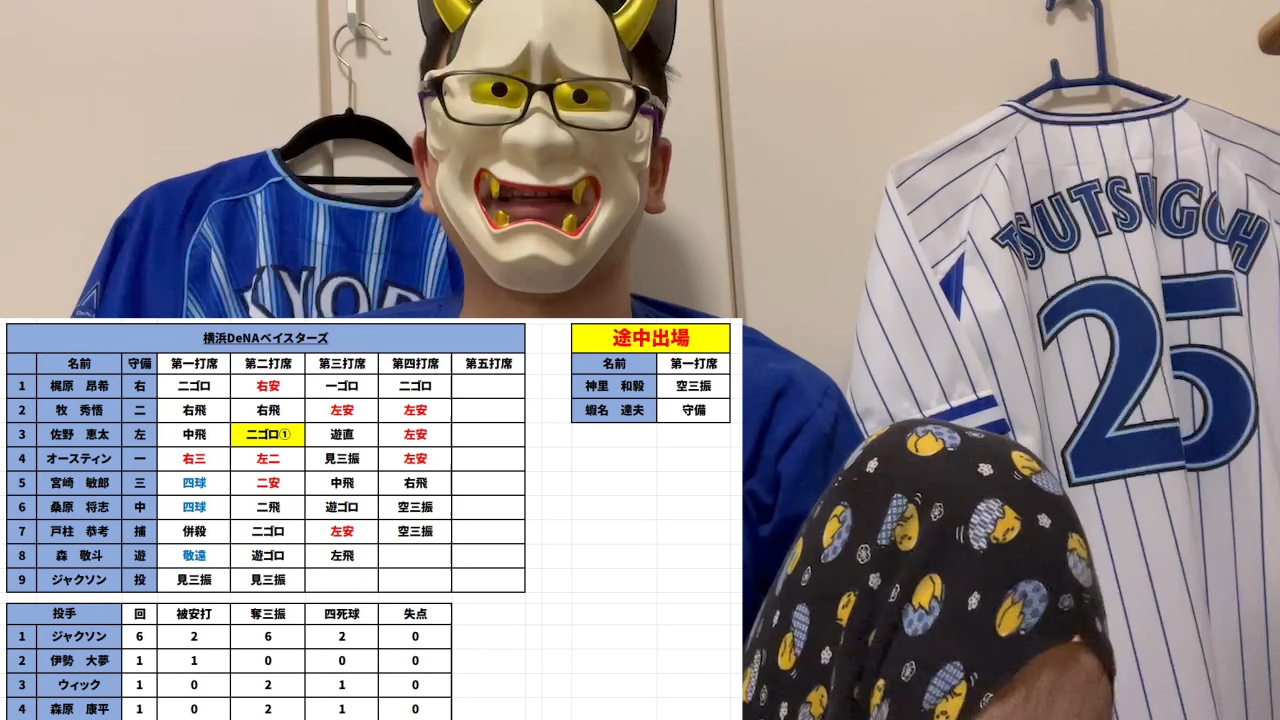 TSUTSUGOH
25
横浜DeNAベイスターズ
名前 守備 第一打席 第二打席 第三打席 第四打席 第五打席
1 梶原 昂希 右 二ゴロ 右安 一ゴロ 二ゴロ
2 牧 秀悟 二 右飛 右飛 左安 左安
3 佐野 恵太 左 中飛 二ゴロ① 遊直 左安
4 オースティン 一 右三 左二 見三振 左安
5 宮崎 敏郎 三 四球 二安 中飛 右飛
6 桑原 将志 中 四球 二飛 遊ゴロ 空三振
7 戸柱 恭孝 捕 併殺 二ゴロ 左安 空三振
8 森 敬斗 遊 敬遠 遊ゴロ 左飛
9 ジャクソン 投 見三振 見三振
途中出場
名前 第一打席
神里 和毅 空三振
蝦名 達夫 守備
投手 回 被安打 奪三振 四死球 失点
1 ジャクソン 6 2 6 2 0
2 伊勢 大夢 1 1 0 0 0
3 ウィック 1 0 2 1 0
4 森原 康平 1 0 2 1 0